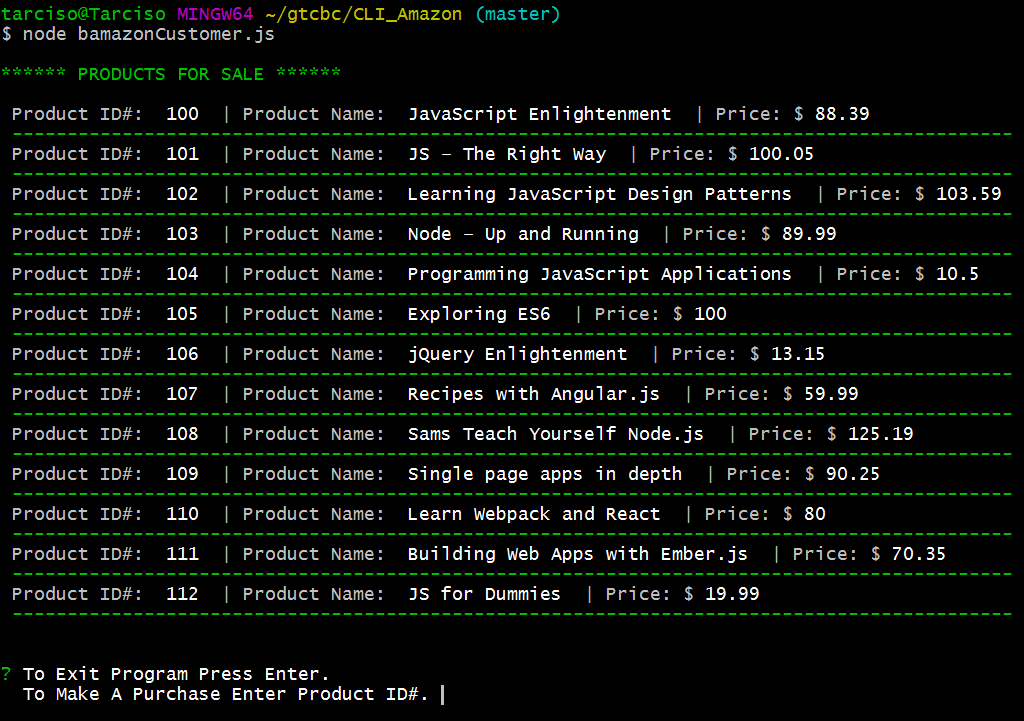 tarciso@Tarciso MINGW64 ~/gtcbc/CLI_Amazon (master)
$ node bamazonCustomer.js
****** PRODUCTS FOR SALE ******
Product ID#:  100  | Product Name:  JavaScript Enlightenment  | Price: $ 88.39
-------------------------------------------------------------------------------------------
Product ID#:  101  | Product Name:  JS – The Right Way  | Price: $ 100.05
-------------------------------------------------------------------------------------------
Product ID#:  102  | Product Name:  Learning JavaScript Design Patterns  | Price: $ 103.59
-------------------------------------------------------------------------------------------
Product ID#:  103  | Product Name:  Node – Up and Running  | Price: $ 89.99
-------------------------------------------------------------------------------------------
Product ID#:  104  | Product Name:  Programming JavaScript Applications  | Price: $ 10.5
-------------------------------------------------------------------------------------------
Product ID#:  105  | Product Name:  Exploring ES6  | Price: $ 100
-------------------------------------------------------------------------------------------
Product ID#:  106  | Product Name:  jQuery Enlightenment  | Price: $ 13.15
-------------------------------------------------------------------------------------------
Product ID#:  107  | Product Name:  Recipes with Angular.js  | Price: $ 59.99
-------------------------------------------------------------------------------------------
Product ID#:  108  | Product Name:  Sams Teach Yourself Node.js  | Price: $ 125.19
-------------------------------------------------------------------------------------------
Product ID#:  109  | Product Name:  Single page apps in depth  | Price: $ 90.25
-------------------------------------------------------------------------------------------
Product ID#:  110  | Product Name:  Learn Webpack and React  | Price: $ 80
-------------------------------------------------------------------------------------------
Product ID#:  111  | Product Name:  Building Web Apps with Ember.js  | Price: $ 70.35
-------------------------------------------------------------------------------------------
Product ID#:  112  | Product Name:  JS for Dummies  | Price: $ 19.99
-------------------------------------------------------------------------------------------
? To Exit Program Press Enter.
To Make A Purchase Enter Product ID#.